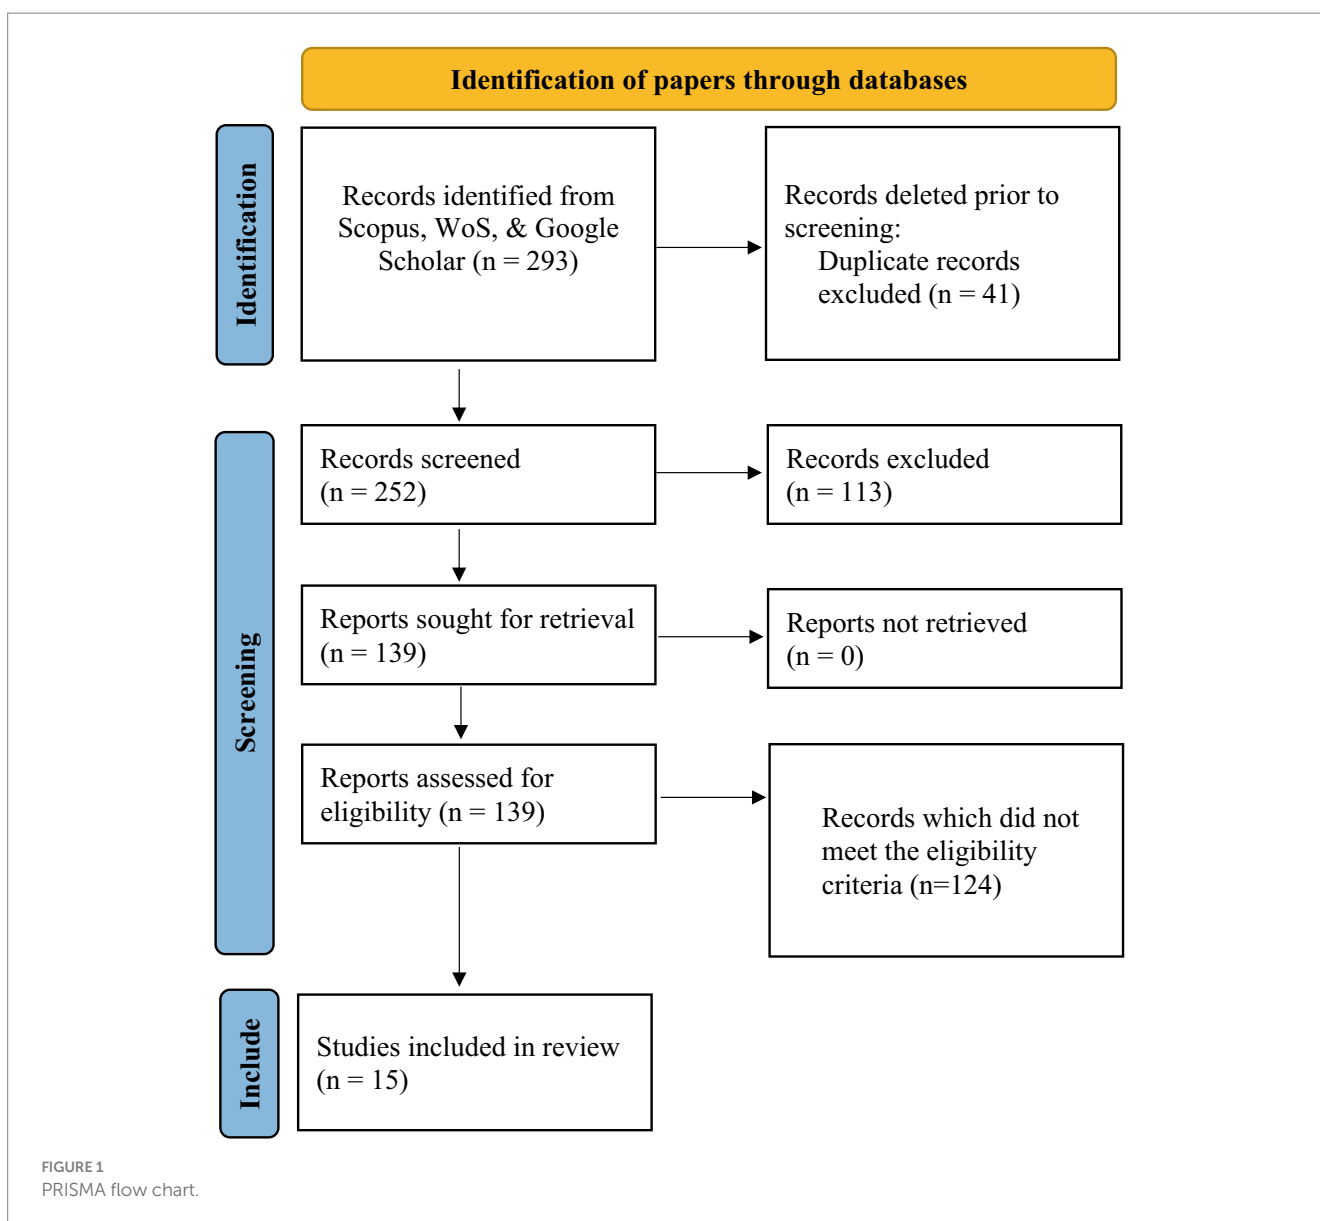 Identification of papers through databases
Identification
Records identified from
Scopus, WoS, & Google
Scholar (n = 293)
Records deleted prior to
screening:
Duplicate records
excluded (n = 41)
Screening
Records screened
(n = 252)
Records excluded
(n = 113)
Reports sought for retrieval
(n = 139)
Reports not retrieved
(n = 0)
Reports assessed for
eligibility (n = 139)
Records which did not
meet the eligibility
criteria (n=124)
Include
Studies included in review
(n = 15)
FIGURE 1
PRISMA flow chart.